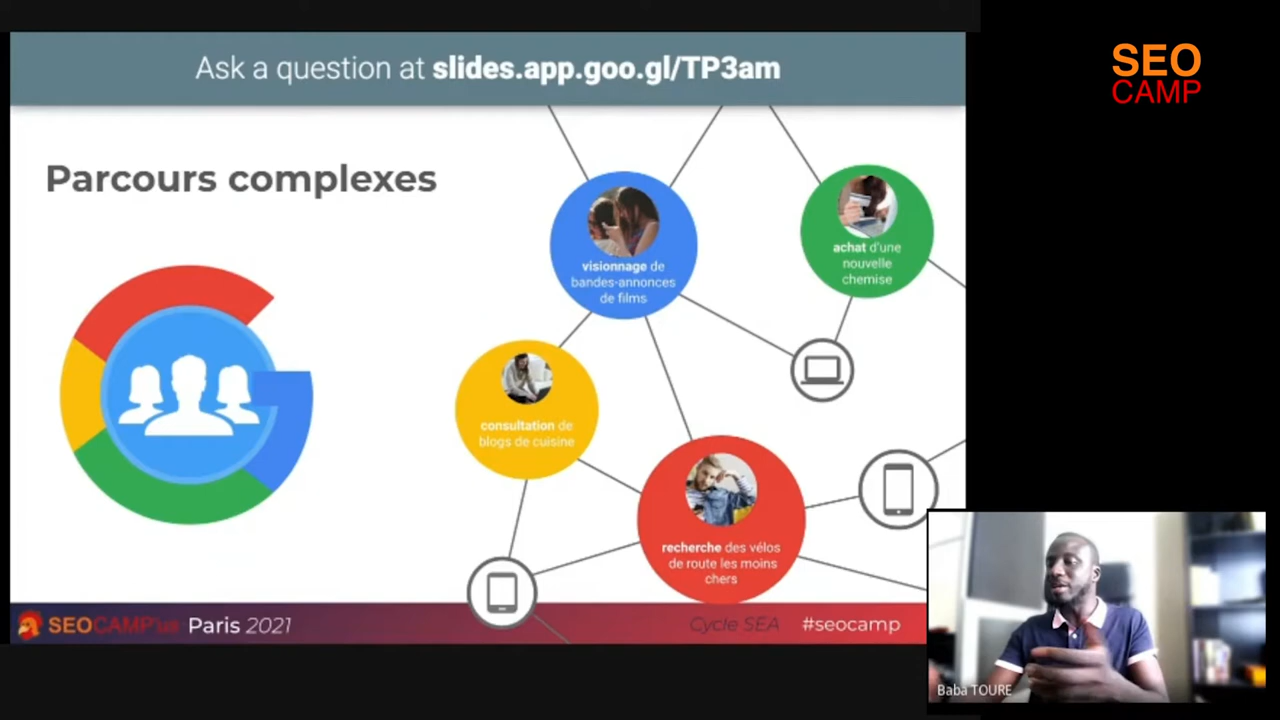 Ask a question at slides.app.goo.gl/TP3am
SEO
CAMP
Parcours complexes
visionnage de
bandes-annonces
de films
achat d'une
nouvelle
chemise
consultation de
blogs de cuisine
recherche des vélos
de route les moins
chers
SEOCAMP'us Paris 2021
Cycle SEA #seocamp
Baba TOURE